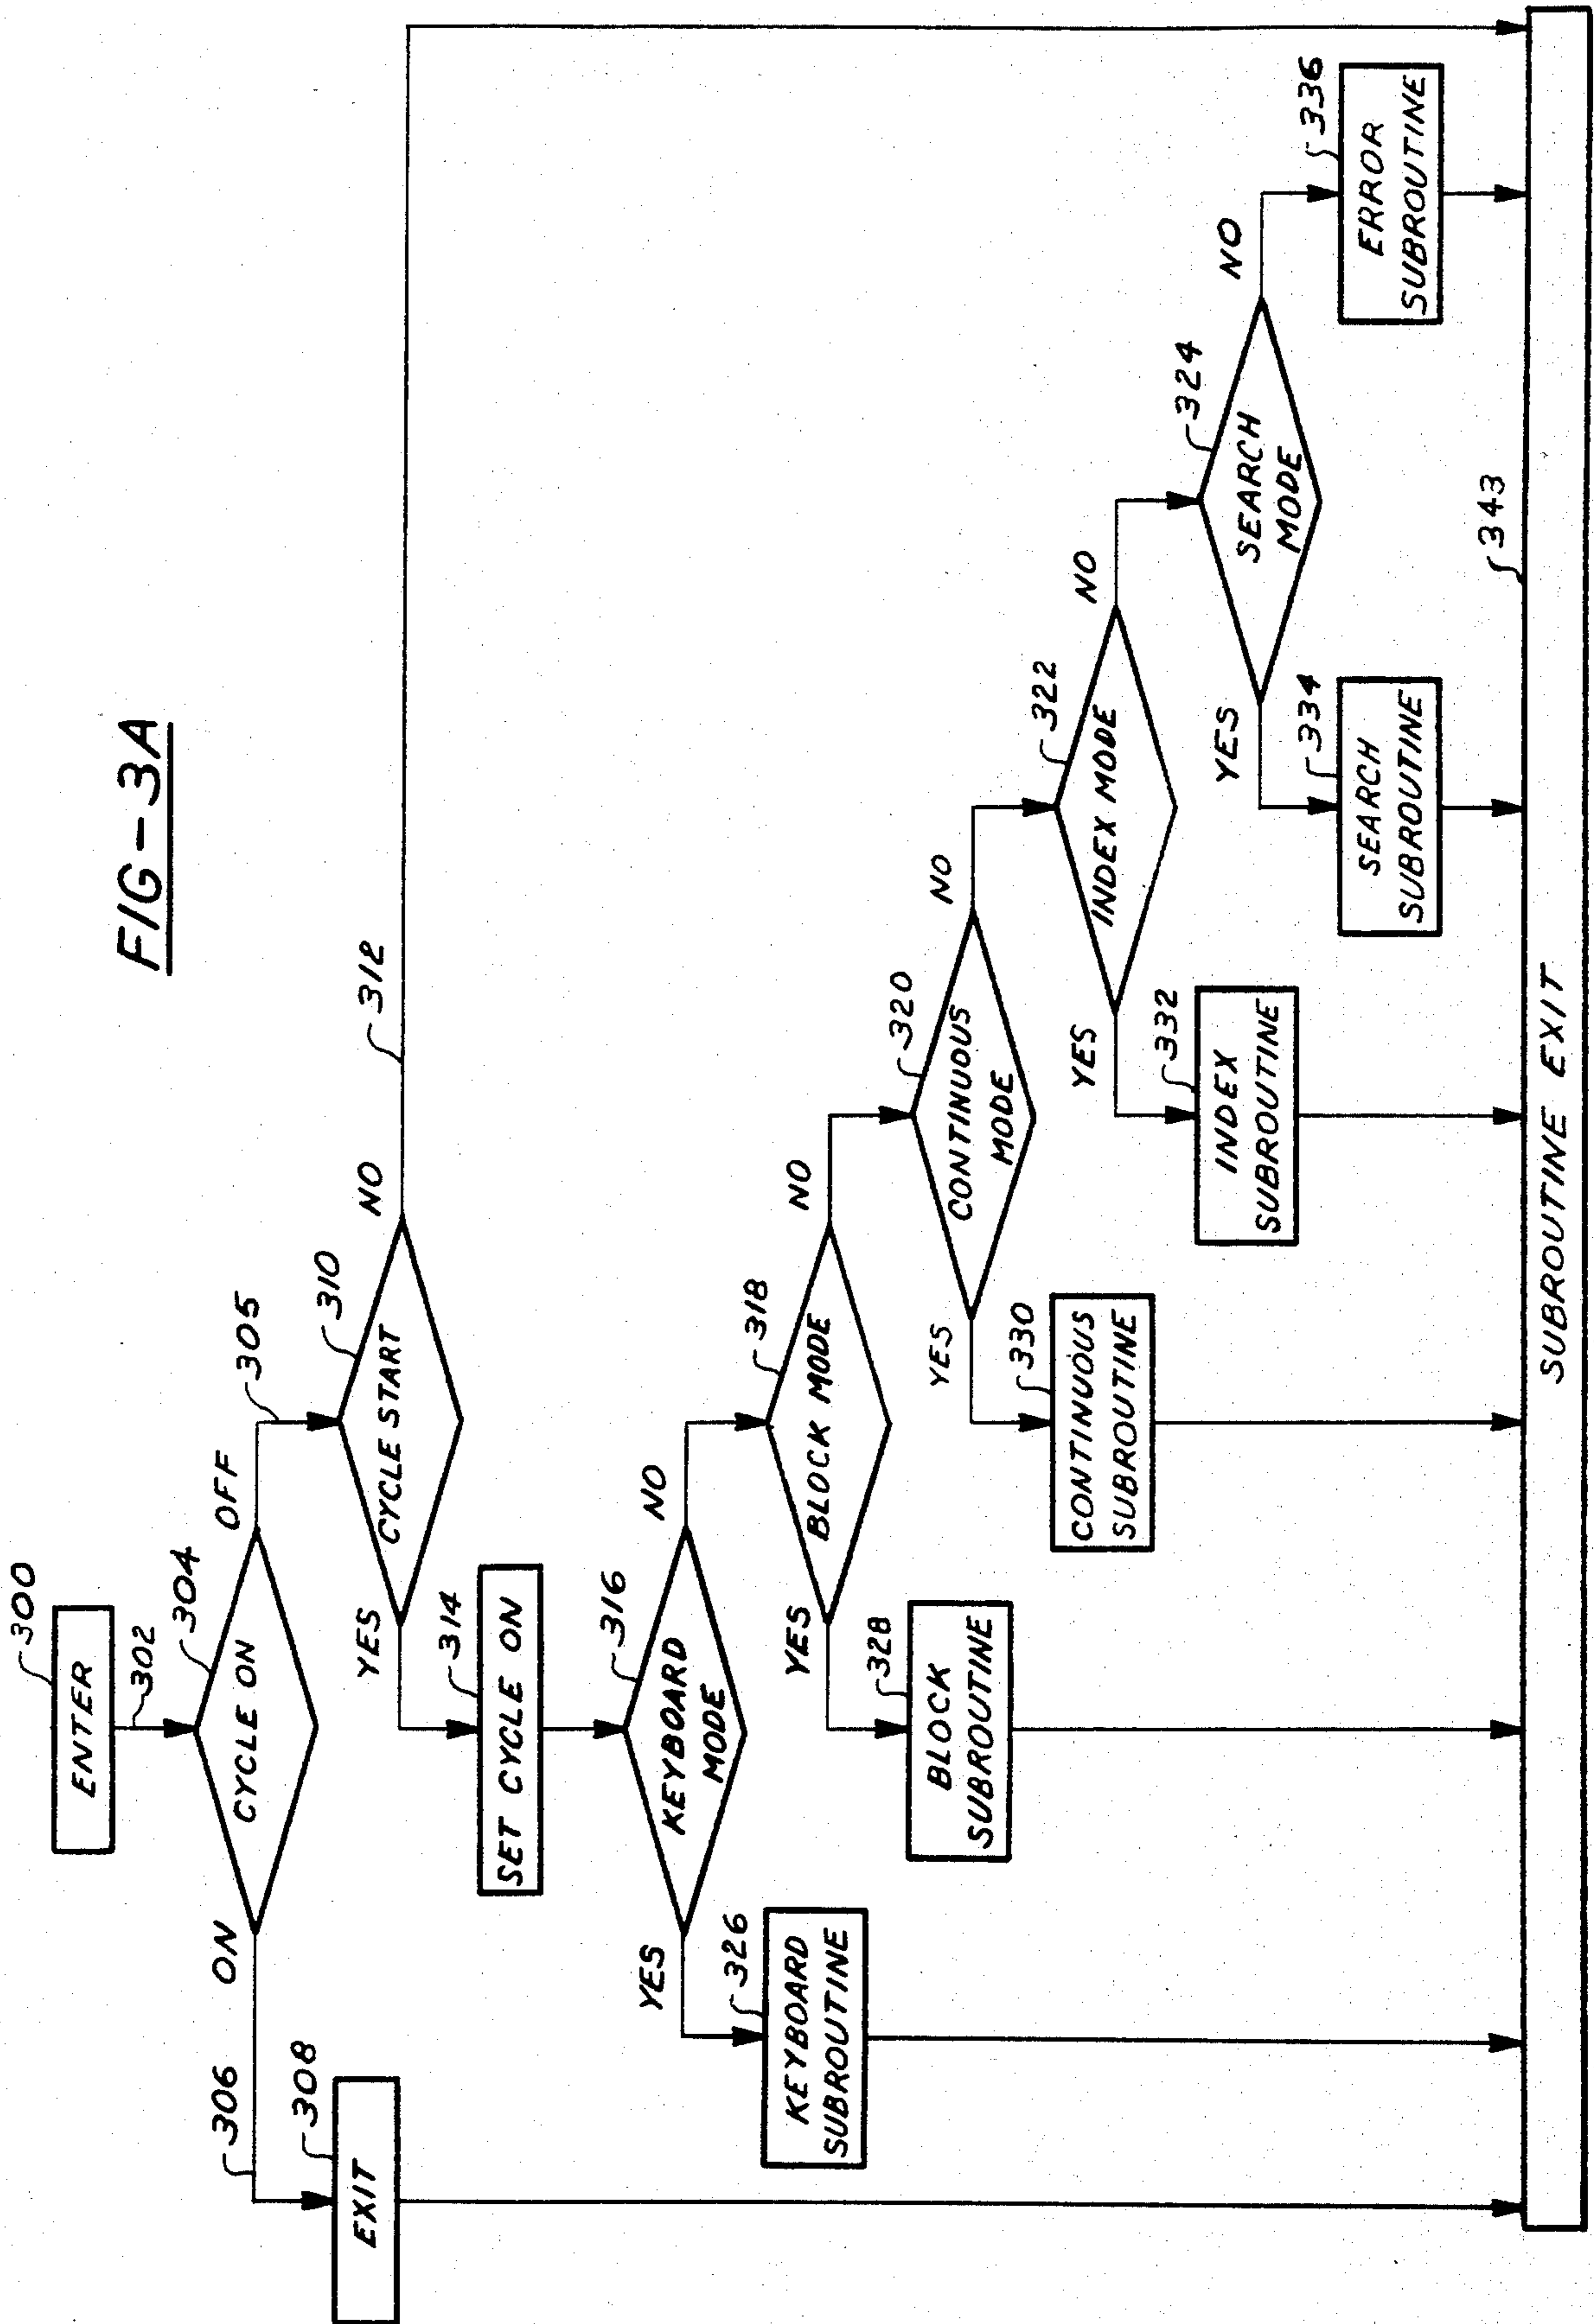 FIG-3A
300
ENTER
302
304
CYCLE ON
ON
OFF
306
305
308
EXIT
310
CYCLE START
YES
NO
312
314
SET CYCLE ON
316
KEYBOARD
MODE
YES
NO
326
KEYBOARD
SUBROUTINE
318
BLOCK MODE
YES
NO
328
BLOCK
SUBROUTINE
320
CONTINUOUS
MODE
YES
NO
330
CONTINUOUS
SUBROUTINE
322
INDEX MODE
YES
NO
332
INDEX
SUBROUTINE
324
SEARCH
MODE
YES
NO
334
SEARCH
SUBROUTINE
336
ERROR
SUBROUTINE
343
SUBROUTINE EXIT